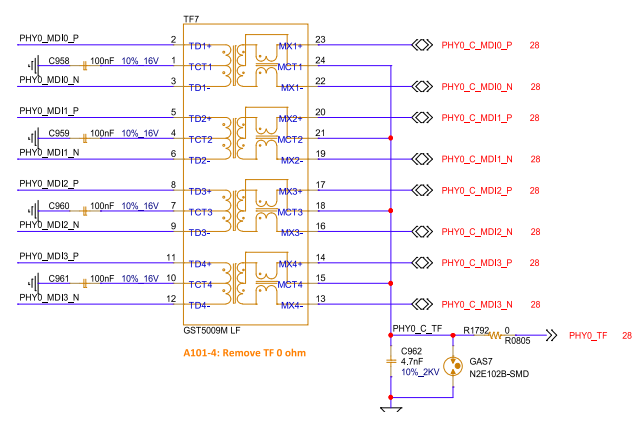 TF7
PHY0_MDI0_P 2 TD1+ MX1+ 23 PHY0_C_MDI0_P 28
C958 100nF 10%_16V 1 TCT1 MCT1 24
PHY0_MDI0_N 3 TD1- MX1- 22 PHY0_C_MDI0_N 28
PHY0_MDI1_P 5 TD2+ MX2+ 20 PHY0_C_MDI1_P 28
C959 100nF 10%_16V 4 TCT2 MCT2 21
PHY0_MDI1_N 6 TD2- MX2- 19 PHY0_C_MDI1_N 28
PHY0_MDI2_P 8 TD3+ MX3+ 17 PHY0_C_MDI2_P 28
C960 100nF 10%_16V 7 TCT3 MCT3 18
PHY0_MDI2_N 9 TD3- MX3- 16 PHY0_C_MDI2_N 28
PHY0_MDI3_P 11 TD4+ MX4+ 14 PHY0_C_MDI3_P 28
C961 100nF 10%_16V 10 TCT4 MCT4 15
PHY0_MDI3_N 12 TD4- MX4- 13 PHY0_C_MDI3_N 28
GST5009M LF
PHY0_C_TF R1792 0 PHY0_TF 28
R0805
A101-4: Remove TF 0 ohm
C962
4.7nF
10%_2KV
GAS7
N2E102B-SMD